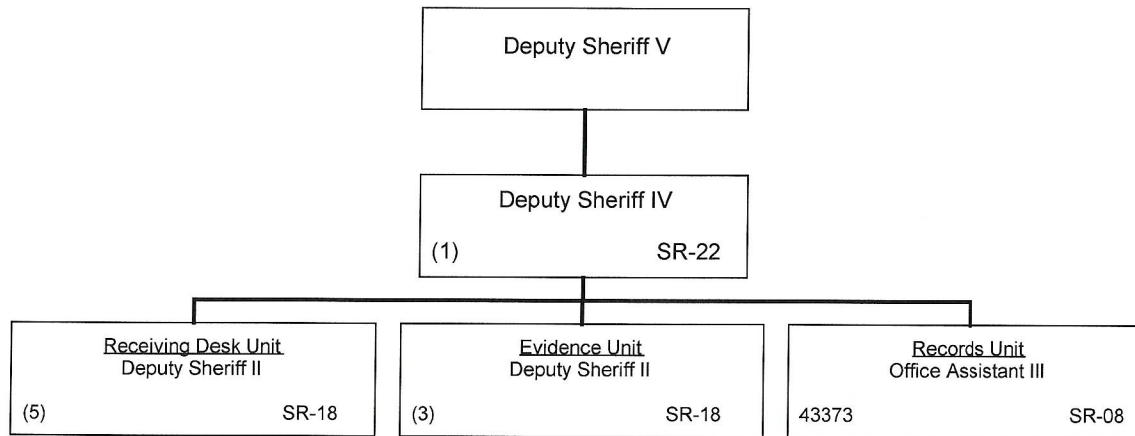 Deputy Sheriff V
Deputy Sheriff IV
(1) SR-22
Receiving Desk Unit
Deputy Sheriff II
(5) SR-18
Evidence Unit
Deputy Sheriff II
(3) SR-18
Records Unit
Office Assistant III
43373 SR-08